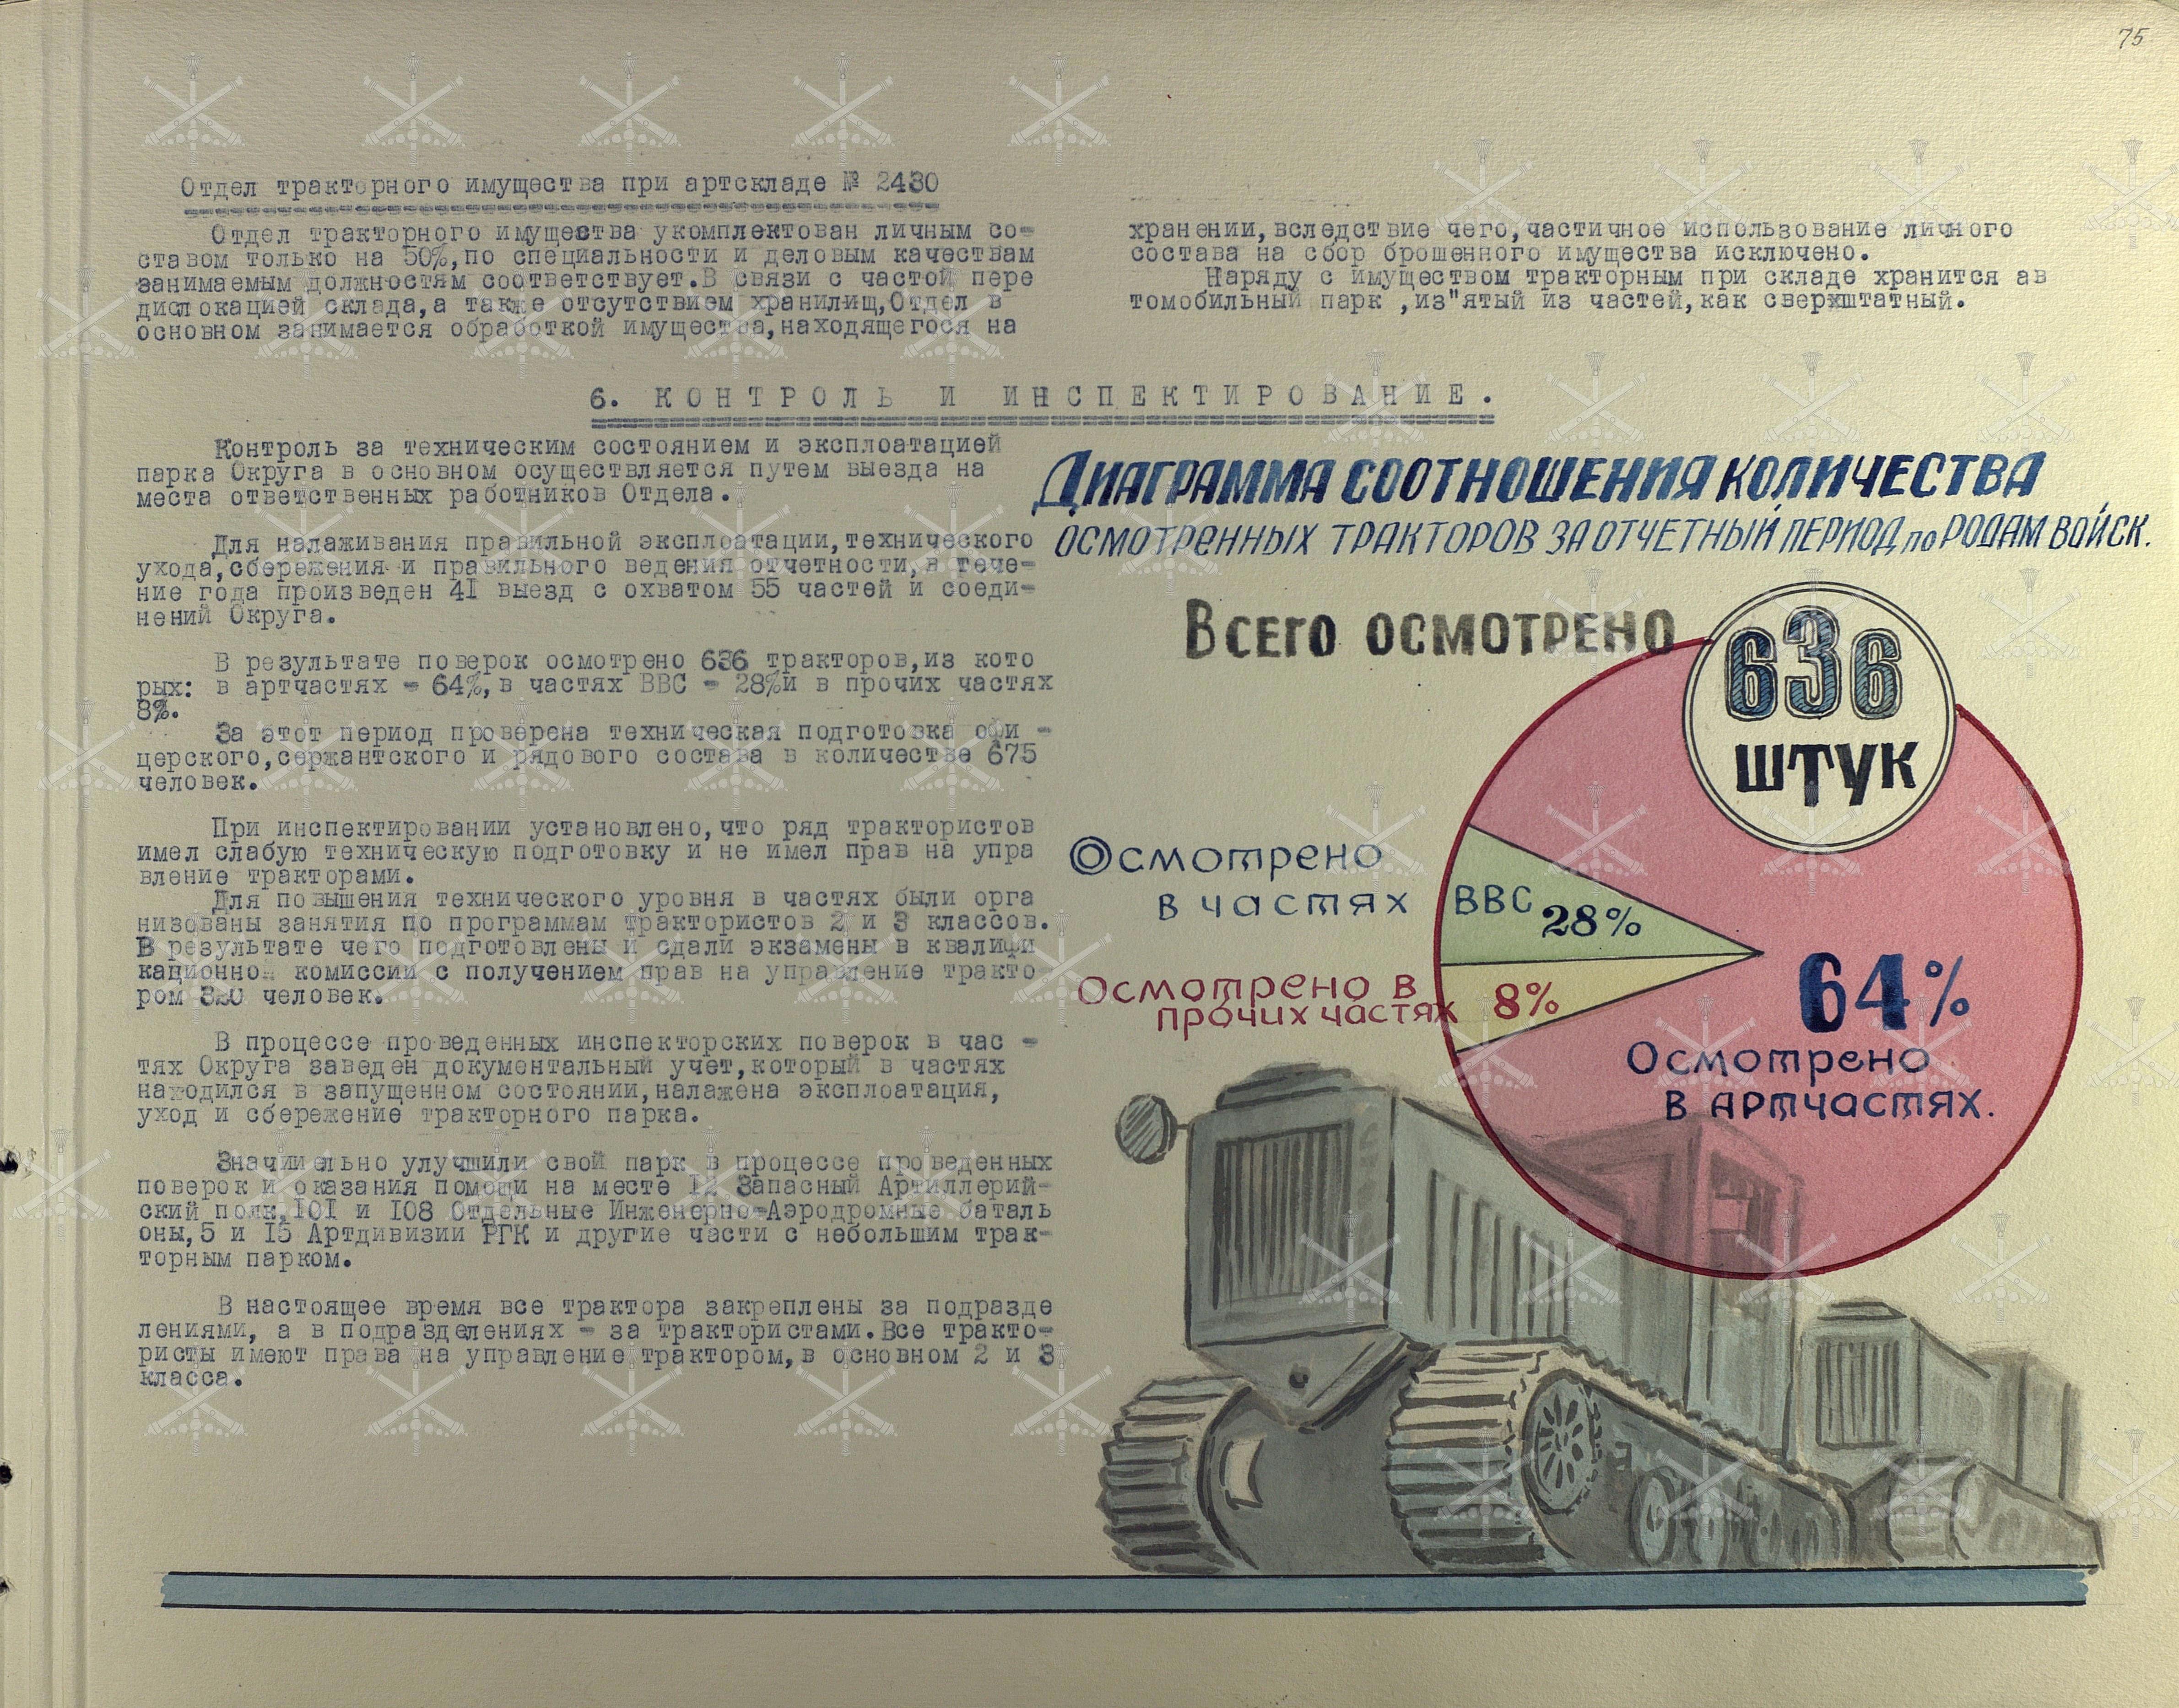 75
Отдел тракторного имущества при артскладе № 2430
Отдел тракторного имущества укомплектован личным со-
ставом только на 50%,по специальности и деловым качествам
занимаемым должностям соответствует.В связи с частой пере
дислокацией склада,а также отсутствием хранилищ,Отдел в
основном занимается обработкой имущества,находящегося на
хранении,вследствие чего,частичное использование личного
состава на сбор брошенного имущества исключено.
Наряду с имуществом тракторным при складе хранится ав
томобильный парк ,из"ятый из частей,как сверхштатный.
6. КОНТРОЛЬ И ИНСПЕКТИРОВАНИЕ.
Контроль за техническим состоянием и эксплоатацией
парка Округа в основном осуществляется путем выезда на
места ответственных работников Отдела.
Для налаживания правильной эксплоатации,технического
ухода,сбережения и правильного ведения отчетности,в тече-
ние года произведен 41 выезд с охватом 55 частей и соеди-
нений Округа.
В результате поверок осмотрено 636 тракторов,из кото
рых: в артчастях - 64%,в частях ВВС - 28%и в прочих частях
8%.
За этот период проверена техническая подготовка офи -
церского,сержантского и рядового состава в количестве 675
человек.
При инспектировании установлено,что ряд трактористов
имел слабую техническую подготовку и не имел прав на упра
вление тракторами.
Для повышения технического уровня в частях были орга
низованы занятия по программам трактористов 2 и 3 классов.
В результате чего подготовлены и сдали экзамены в квалифи
кационной комиссии с получением прав на управление тракто
ром человек.
В процессе проведенных инспекторских поверок в час -
тях Округа заведен документальный учет,который в частях
находился в запущенном состоянии,налажена эксплоатация,
уход и сбережение тракторного парка.
Значительно улучшили свой парк в процессе проведенных
поверок и оказания помощи на месте 12 Запасный Артиллерий-
ский полк,101 и 108 Отдельные Инженерно-Аэродромные баталь
оны,5 и 15 Артдивизии РГК и другие части с небольшим трак-
торным парком.
В настоящее время все трактора закреплены за подразде
лениями, а в подразделениях - за трактористами.Все тракто-
ристы имеют права на управление трактором,в основном 2 и 3
класса.
ДИАГРАММА СООТНОШЕНИЯ КОЛИЧЕСТВА
ОСМОТРЕННЫХ ТРАКТОРОВ ЗА ОТЧЕТНЫЙ ПЕРИОД по РОДАМ ВОЙСК.
ВСЕГО ОСМОТРЕНО
636
ШТУК
Осмотрено
в частях
ВВС 28%
Осмотрено в
прочих частях
8%
64%
Осмотрено
в артчастях.